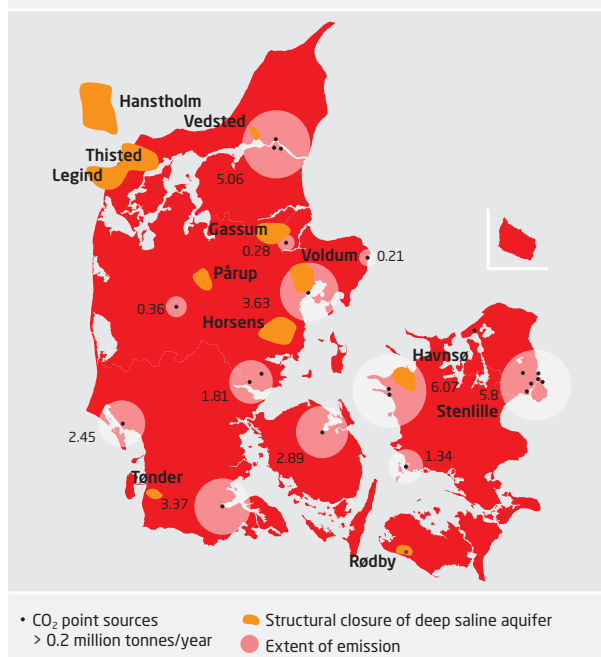 Hanstholm
Vedsted
Thisted
Legind
5.06
Gassum
0.28
Voldum
0.21
Pårup
0.36
3.63
Horsens
Havnsø
1.81
6.07
5.8
Stenlille
2.45
2.89
1.34
Tønder
3.37
Rødby
• CO₂ point sources
> 0.2 million tonnes/year
Structural closure of deep saline aquifer
Extent of emission